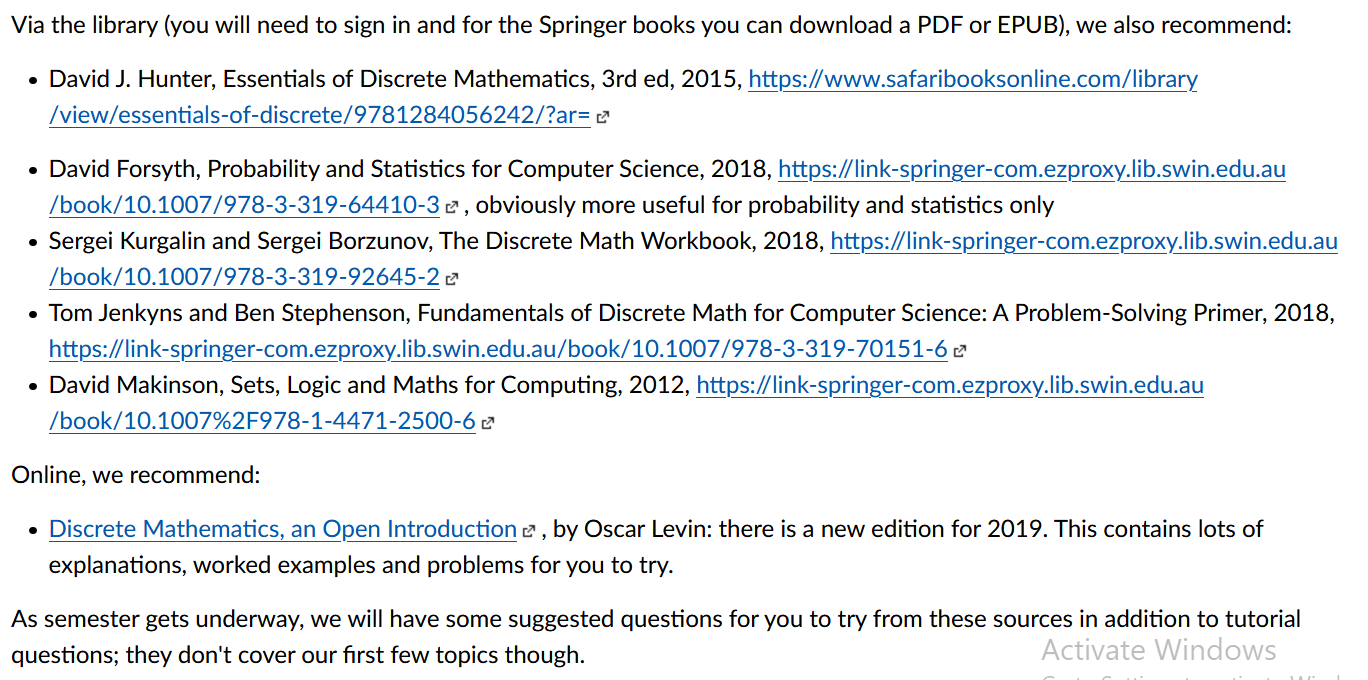 Via the library (you will need to sign in and for the Springer books you can download a PDF or EPUB), we also recommend:
• David J. Hunter, Essentials of Discrete Mathematics, 3rd ed, 2015, https://www.safaribooksonline.com/library
/view/essentials-of-discrete/9781284056242/?ar=
• David Forsyth, Probability and Statistics for Computer Science, 2018, https://link-springer-com.ezproxy.lib.swin.edu.au
/book/10.1007/978-3-319-64410-3 , obviously more useful for probability and statistics only
• Sergei Kurgalin and Sergei Borzunov, The Discrete Math Workbook, 2018, https://link-springer-com.ezproxy.lib.swin.edu.au
/book/10.1007/978-3-319-92645-2
• Tom Jenkyns and Ben Stephenson, Fundamentals of Discrete Math for Computer Science: A Problem-Solving Primer, 2018,
https://link-springer-com.ezproxy.lib.swin.edu.au/book/10.1007/978-3-319-70151-6
• David Makinson, Sets, Logic and Maths for Computing, 2012, https://link-springer-com.ezproxy.lib.swin.edu.au
/book/10.1007%2F978-1-4471-2500-6
Online, we recommend:
• Discrete Mathematics, an Open Introduction , by Oscar Levin: there is a new edition for 2019. This contains lots of
explanations, worked examples and problems for you to try.
As semester gets underway, we will have some suggested questions for you to try from these sources in addition to tutorial
questions; they don't cover our first few topics though.
Activate Windows